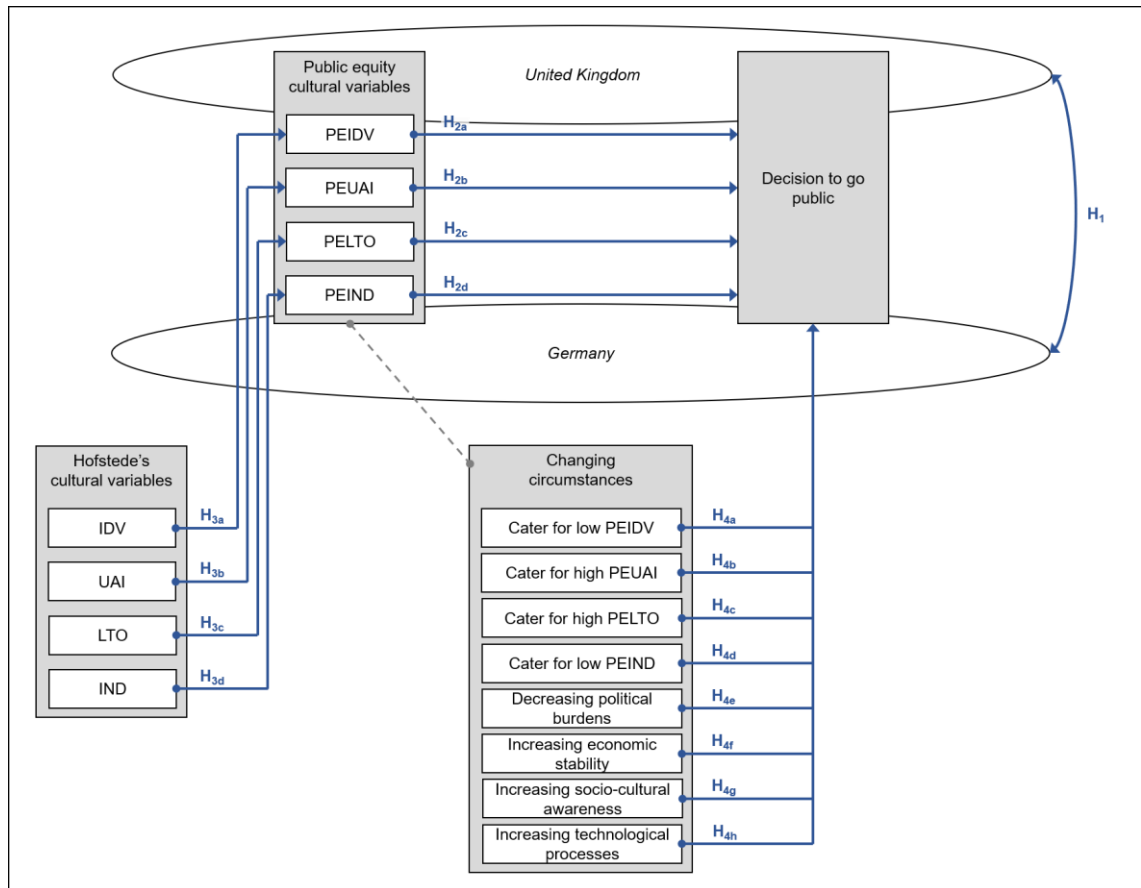 United Kingdom
Public equity
cultural variables
PEIDV
PEUAI
PELTO
PEIND
H2a
H2b
H2c
H2d
Decision to go
public
H1
Germany
Hofstede's
cultural variables
IDV
UAI
LTO
IND
H3a
H3b
H3c
H3d
Changing
circumstances
Cater for low PEIDV
Cater for high PEUAI
Cater for high PELTO
Cater for low PEIND
Decreasing political
burdens
Increasing economic
stability
Increasing socio-cultural
awareness
Increasing technological
processes
H4a
H4b
H4c
H4d
H4e
H4f
H4g
H4h